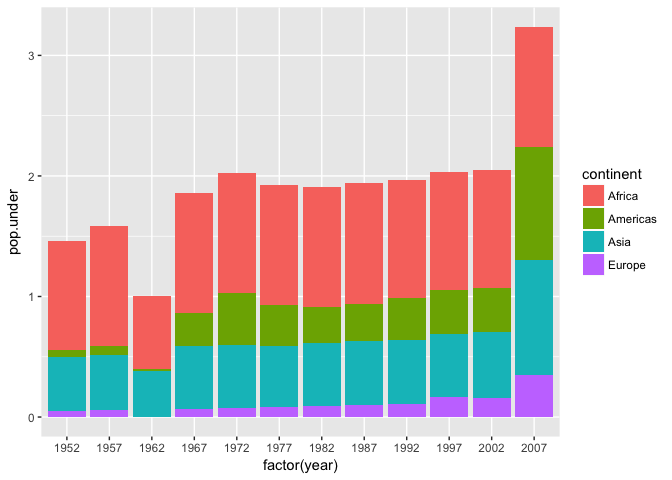 3
2
1
0
pop.under
1952 1957 1962 1967 1972 1977 1982 1987 1992 1997 2002 2007
factor(year)
continent
Africa
Americas
Asia
Europe